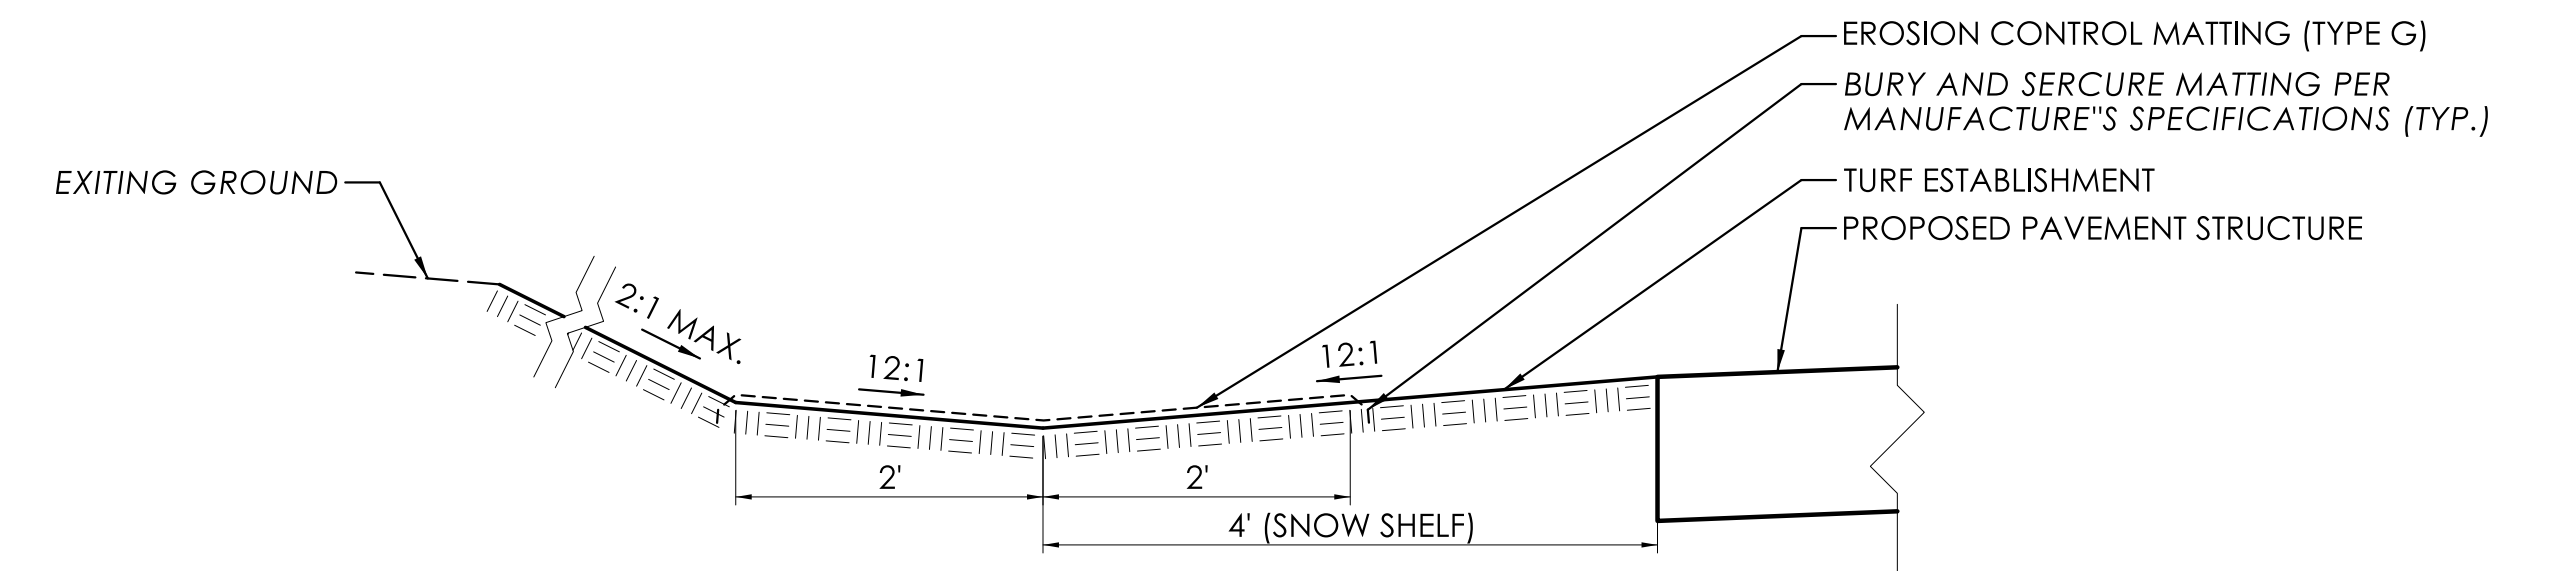 EROSION CONTROL MATTING (TYPE G)
BURY AND SERCURE MATTING PER
MANUFACTURE"S SPECIFICATIONS (TYP.)
EXITING GROUND
TURF ESTABLISHMENT
PROPOSED PAVEMENT STRUCTURE
2:1 MAX.
12:1
12:1
2'
2'
4' (SNOW SHELF)